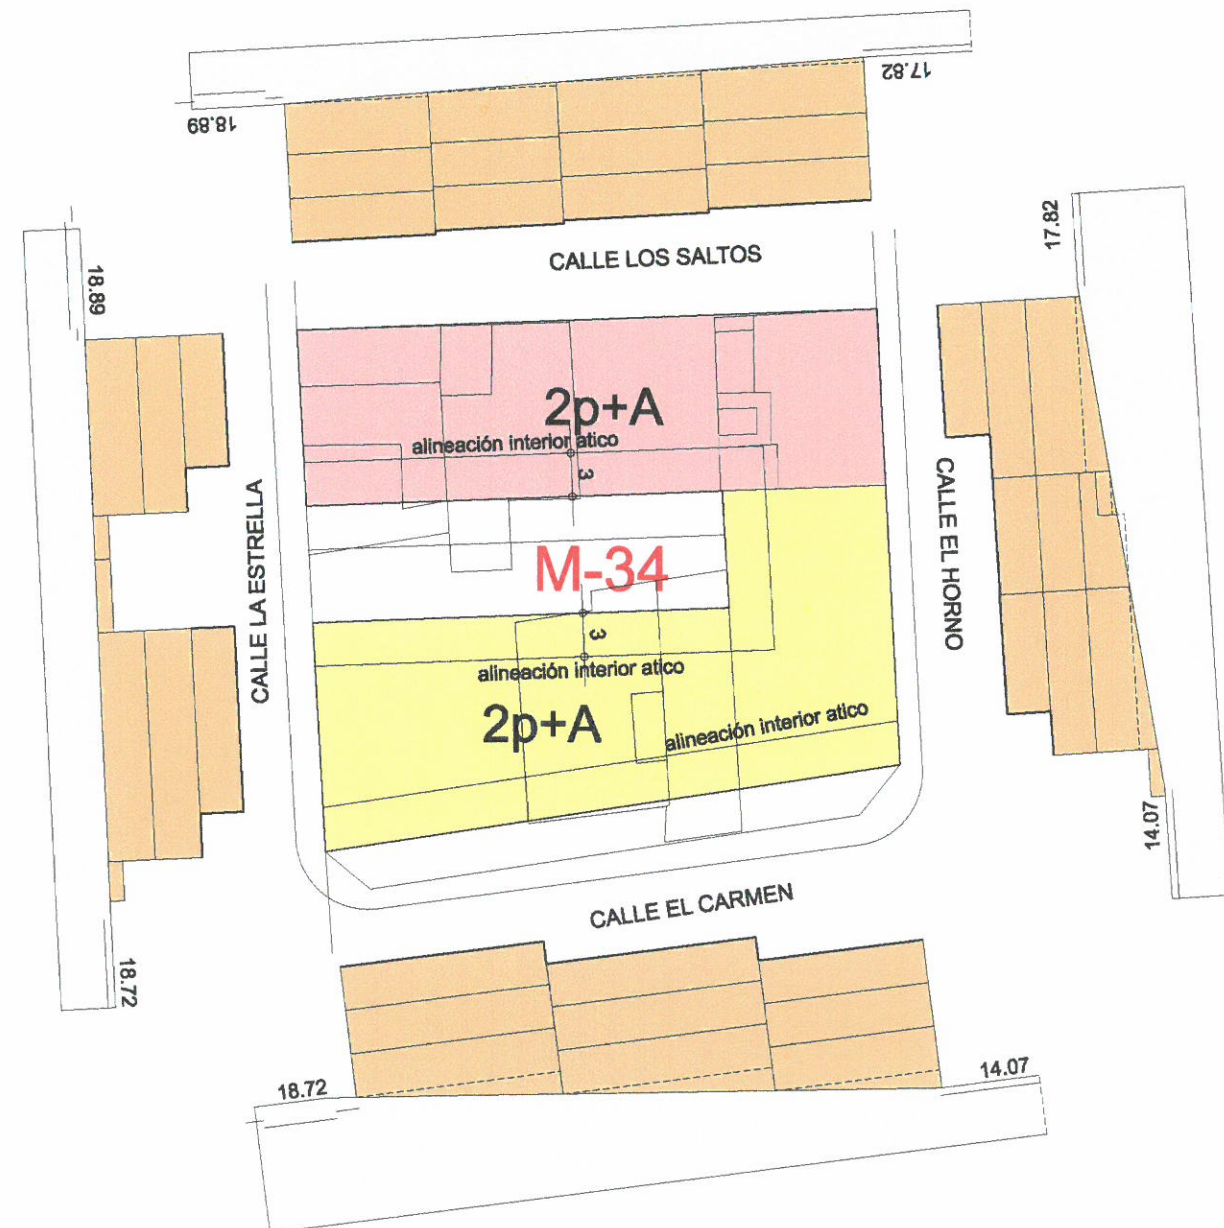 18.89
17.82
CALLE LOS SALTOS
18.89
17.82
2p+A
alineación interior atico
3
CALLE LA ESTRELLA
CALLE EL HORNO
M-34
3
alineación interior atico
2p+A
alineación interior atico
14.07
CALLE EL CARMEN
18.72
18.72
14.07